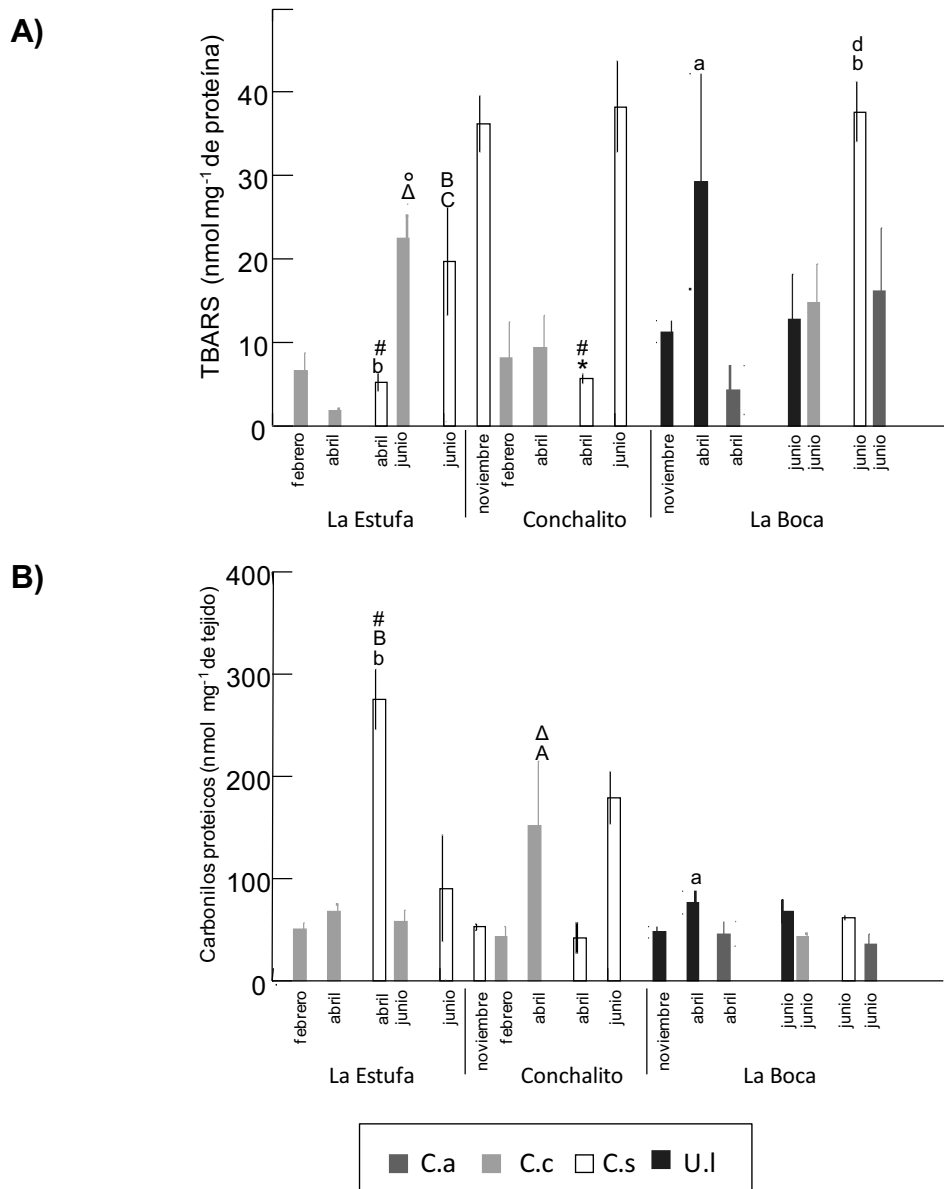 A)
TBARS (nmol mg⁻¹ de proteína)
40
30
20
10
0
# b
° Δ
B C
# *
a
d b
febrero abril abril junio junio noviembre febrero abril abril junio noviembre abril abril junio junio junio junio
La Estufa Conchalito La Boca
B)
Carbonilos proteicos (nmol mg⁻¹ de tejido)
400
300
200
100
0
# B b
Δ A
a
febrero abril abril junio junio noviembre febrero abril abril junio noviembre abril abril junio junio junio junio
La Estufa Conchalito La Boca
C.a C.c C.s U.l